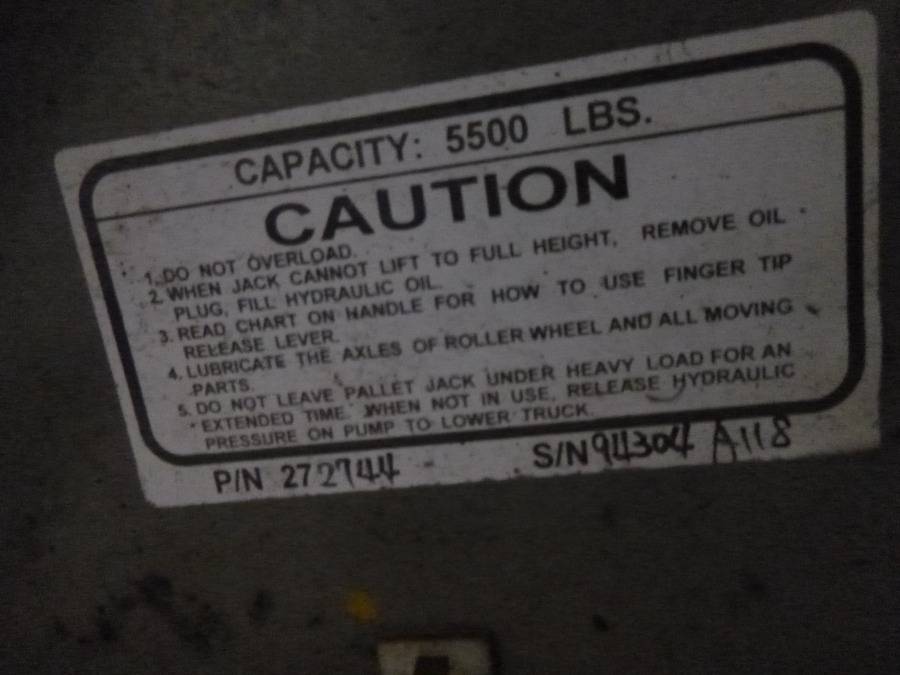 CAPACITY: 5500 LBS.
CAUTION
1. DO NOT OVERLOAD.
2. WHEN JACK CANNOT LIFT TO FULL HEIGHT, REMOVE OIL
PLUG, FILL HYDRAULIC OIL.
3. READ CHART ON HANDLE FOR HOW TO USE FINGER TIP
RELEASE LEVER.
4. LUBRICATE THE AXLES OF ROLLER WHEEL AND ALL MOVING
PARTS.
5. DO NOT LEAVE PALLET JACK UNDER HEAVY LOAD FOR AN
EXTENDED TIME. WHEN NOT IN USE, RELEASE HYDRAULIC
PRESSURE ON PUMP TO LOWER TRUCK.
P/N 272744 S/N 94304 A118